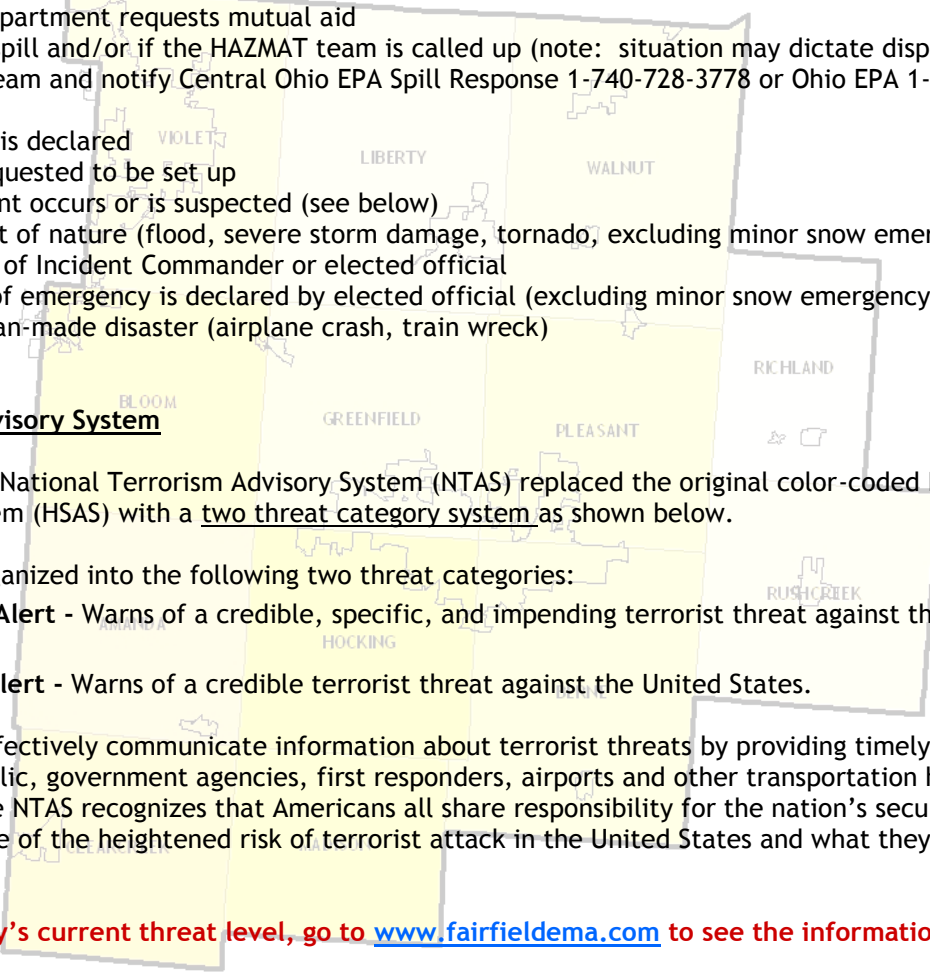 partment requests mutual aid
pill and/or if the HAZMAT team is called up (note: situation may dictate disp
eam and notify Central Ohio EPA Spill Response 1-740-728-3778 or Ohio EPA 1-
is declared
VIOLET
LIBERTY
WALNUT
quested to be set up
nt occurs or is suspected (see below)
t of nature (flood, severe storm damage, tornado, excluding minor snow emer
of Incident Commander or elected official
of emergency is declared by elected official (excluding minor snow emergency
an-made disaster (airplane crash, train wreck)
RICHLAND
BLOOM
GREENFIELD
PLEASANT
visory System
National Terrorism Advisory System (NTAS) replaced the original color-coded
em (HSAS) with a two threat category system as shown below.
anized into the following two threat categories:
RUSHCREEK
Alert - Warns of a credible, specific, and impending terrorist threat against th
AMANDA
HOCKING
lert - Warns of a credible terrorist threat against the United States.
BERNE
fectively communicate information about terrorist threats by providing timely
lic, government agencies, first responders, airports and other transportation h
e NTAS recognizes that Americans all share responsibility for the nation's secu
e of the heightened risk of terrorist attack in the United States and what they
CLEARCREEK
MADISON
y's current threat level, go to www.fairfieldema.com to see the informatio